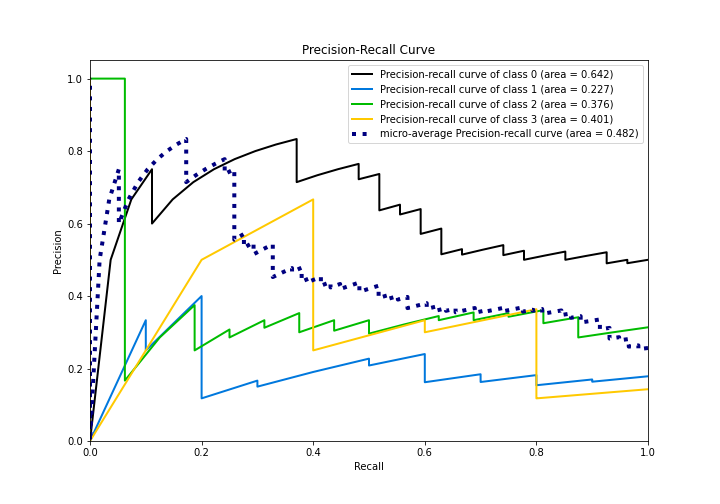 Precision-Recall Curve
Precision-recall curve of class 0 (area = 0.642)
Precision-recall curve of class 1 (area = 0.227)
Precision-recall curve of class 2 (area = 0.376)
Precision-recall curve of class 3 (area = 0.401)
micro-average Precision-recall curve (area = 0.482)
1.0
0.8
0.6
0.4
0.2
0.0
Precision
0.0 0.2 0.4 0.6 0.8 1.0
Recall